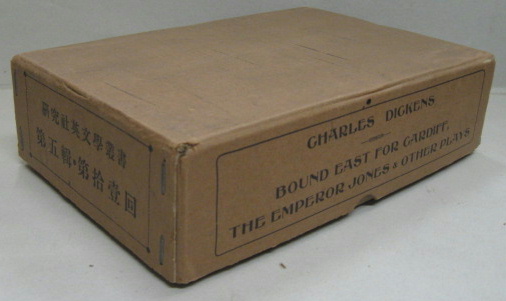 研究社英文學叢書
第五輯・第拾壹回
CHARLES DICKENS
BOUND EAST FOR CARDIFF,
THE EMPEROR JONES & OTHER PLAYS